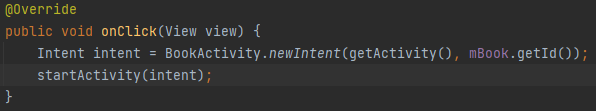 @Override
public void onClick(View view) {
    Intent intent = BookActivity.newIntent(getActivity(), mBook.getId());
    startActivity(intent);
}